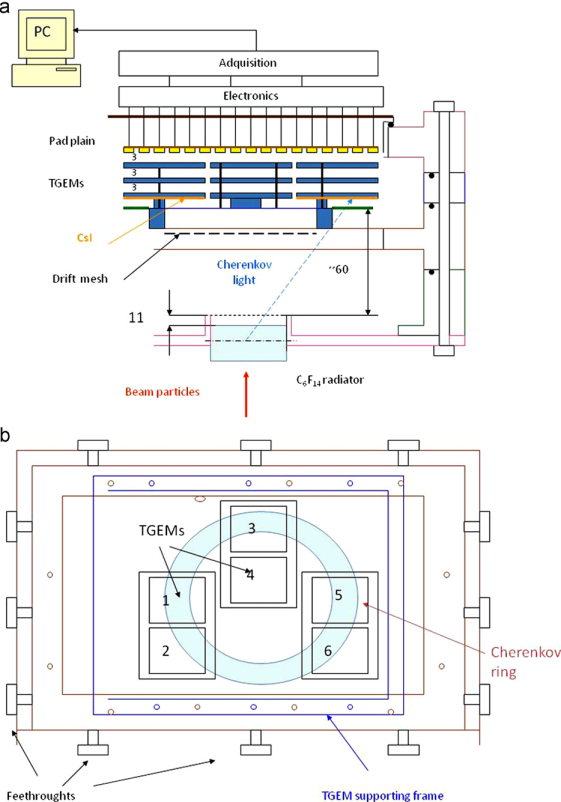 a
PC
Adquisition
Electronics
Pad plain
3
3
TGEMs
3
CsI
Drift mesh
Cherenkov
light
~60
11
C6F14 radiator
Beam particles
b
TGEMs
3
4
1
5
2
6
Cherenkov
ring
Feethroughts
TGEM supporting frame